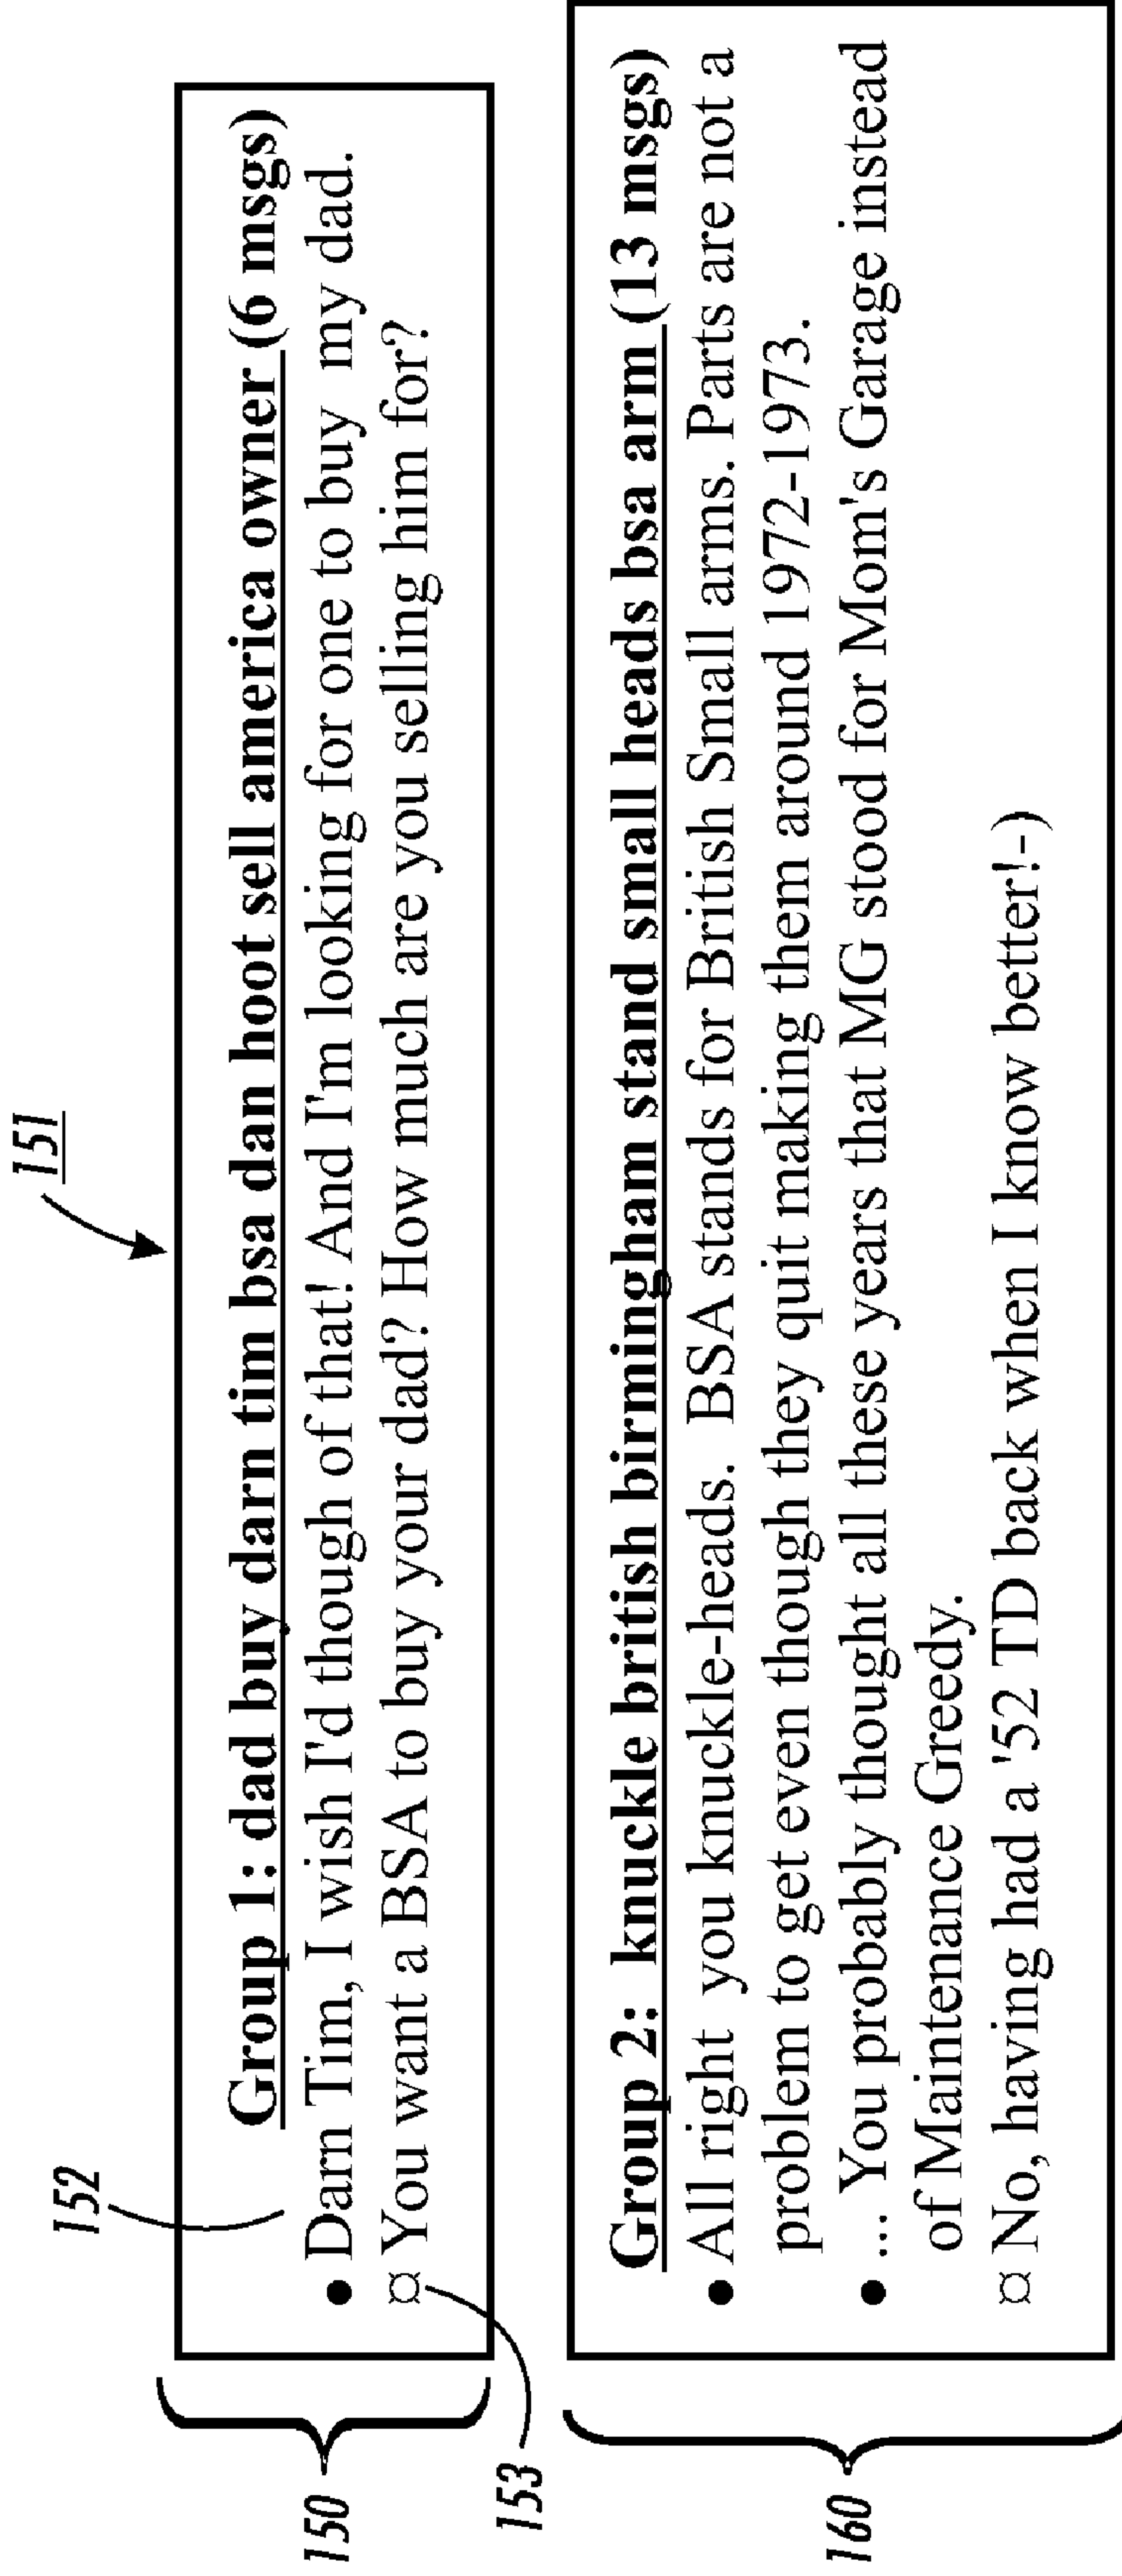 151
152
150
Group 1: dad buy darn tim bsa dan hoot sell america owner (6 msgs)
● Darn Tim, I wish I'd though of that! And I'm looking for one to buy my dad.
¤ You want a BSA to buy your dad? How much are you selling him for?
153
160
Group 2: knuckle british birmingham stand small heads bsa arm (13 msgs)
● All right you knuckle-heads. BSA stands for British Small arms. Parts are not a
problem to get even though they quit making them around 1972-1973.
● ... You probably thought all these years that MG stood for Mom's Garage instead
of Maintenance Greedy.
¤ No, having had a '52 TD back when I know better!-)